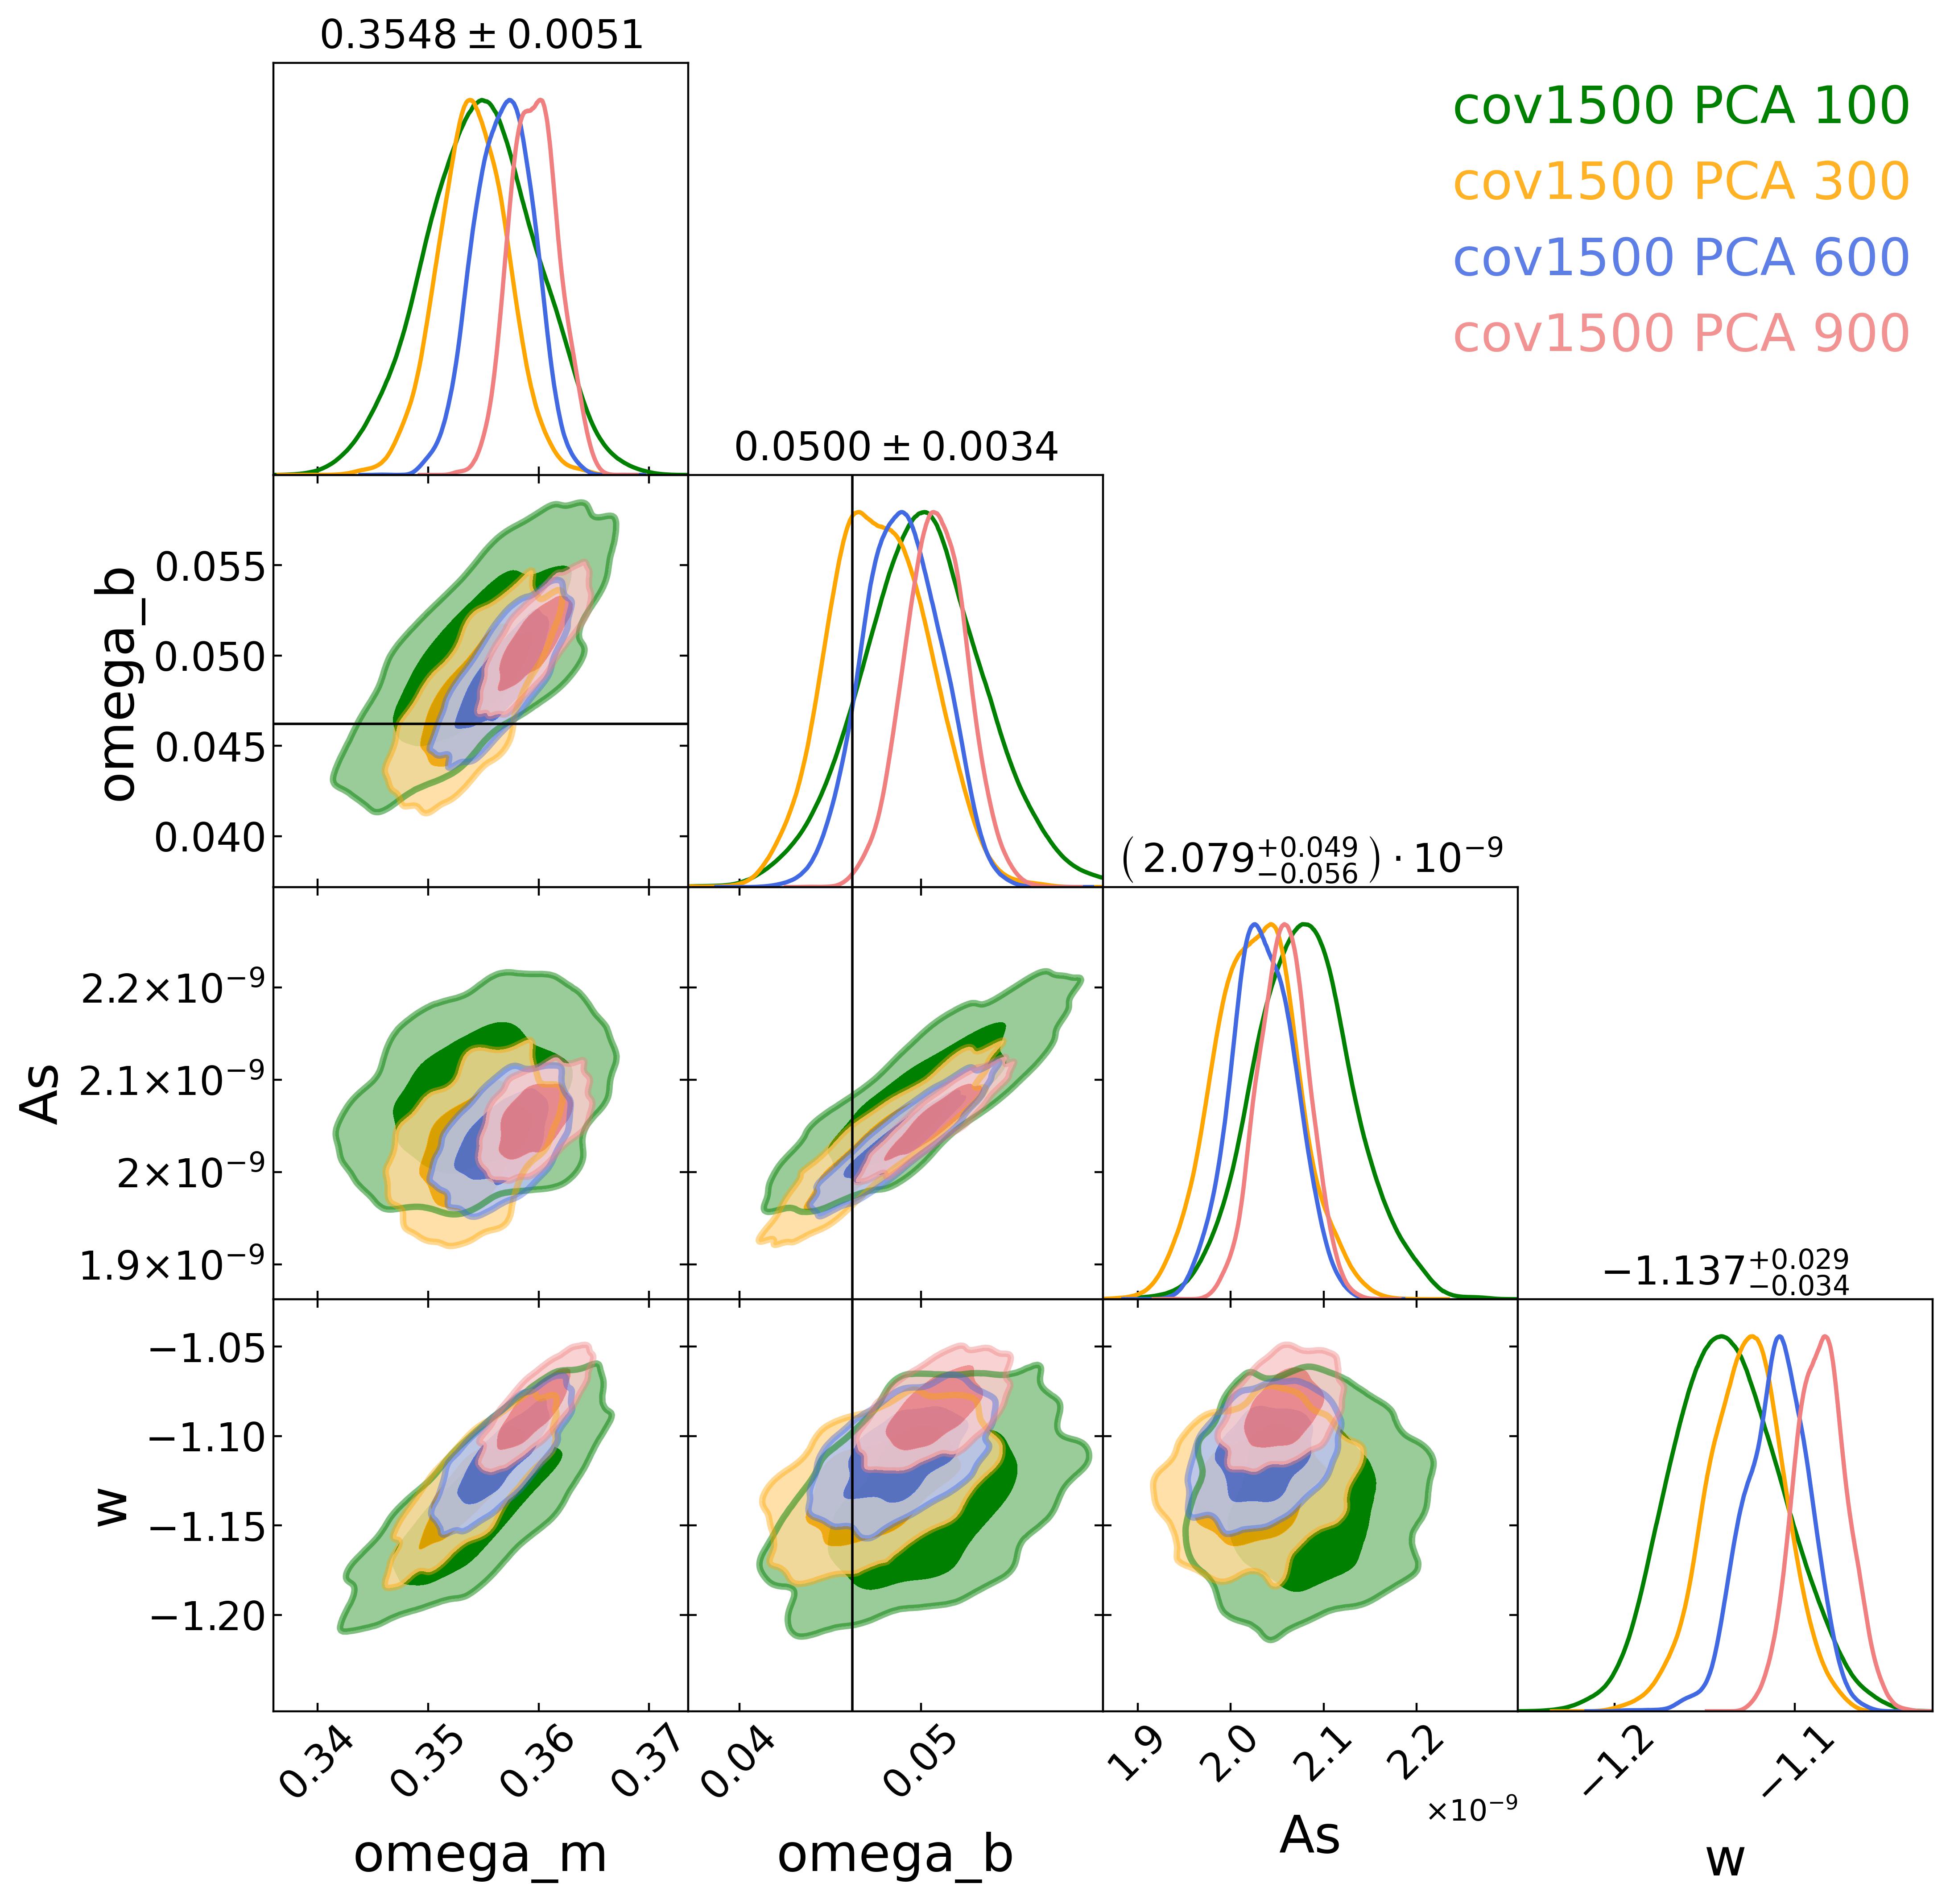 0.3548 ± 0.0051
cov1500 PCA 100
cov1500 PCA 300
cov1500 PCA 600
cov1500 PCA 900
0.0500 ± 0.0034
omega_b
0.055
0.050
0.045
0.040
(2.079 +0.049 −0.056) · 10−9
As
2.2×10−9
2.1×10−9
2×10−9
1.9×10−9
−1.137 +0.029 −0.034
w
−1.05
−1.10
−1.15
−1.20
0.34 0.35 0.36 0.37 0.04 0.05 1.9 2.0 2.1 2.2 −1.2 −1.1
×10−9
omega_m omega_b As w